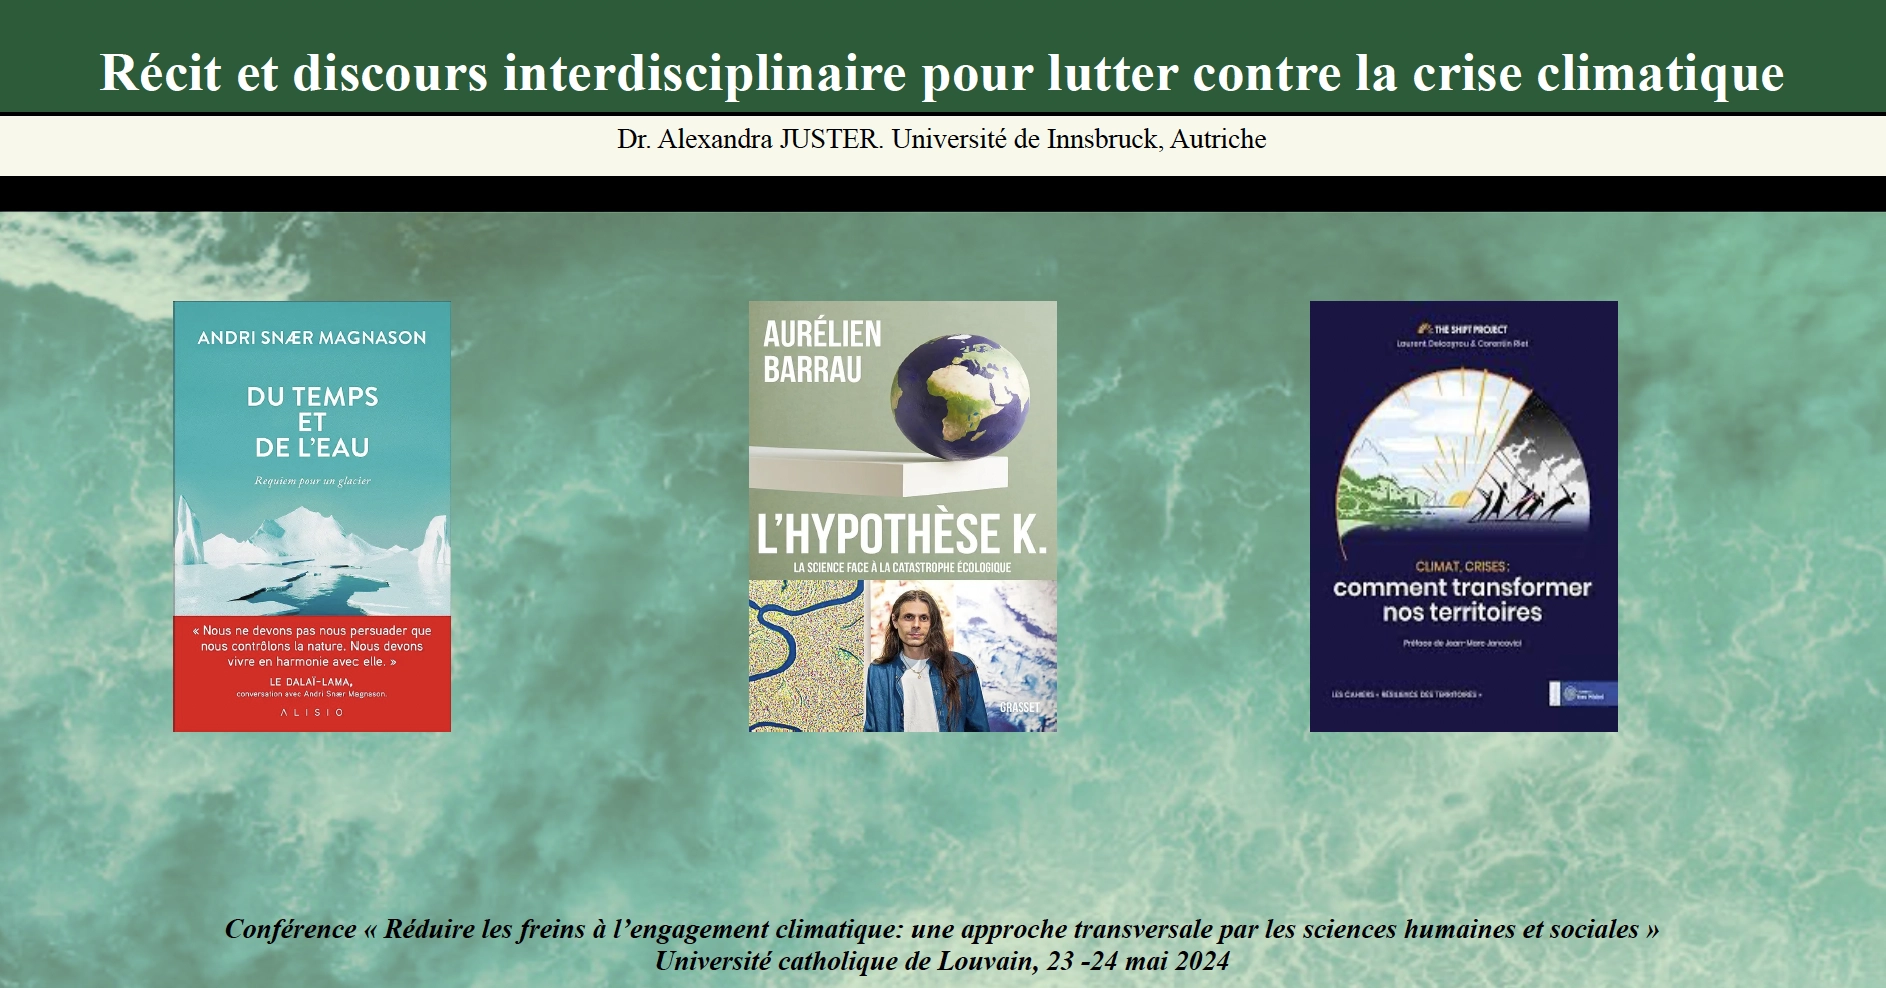 Récit et discours interdisciplinaire pour lutter contre la crise climatique
Dr. Alexandra JUSTER. Université de Innsbruck, Autriche
ANDRI SNÆR MAGNASON
DU TEMPS
ET
DE L'EAU
Requiem pour un glacier
« Nous ne devons pas nous persuader que
nous contrôlons la nature. Nous devons
vivre en harmonie avec elle. »
LE DALAÏ-LAMA,
conversation avec Andri Snær Magnason.
ALISIO
AURÉLIEN
BARRAU
L'HYPOTHÈSE K.
LA SCIENCE FACE À LA CATASTROPHE ÉCOLOGIQUE
GRASSET
THE SHIFT PROJECT
Laurent Delcayrou & Corentin Riet
CLIMAT, CRISES :
comment transformer
nos territoires
Préface de Jean-Marc Jancovici
LES CAHIERS « RÉSILIENCE DES TERRITOIRES »
Conférence « Réduire les freins à l’engagement climatique: une approche transversale par les sciences humaines et sociales »
Université catholique de Louvain, 23 -24 mai 2024